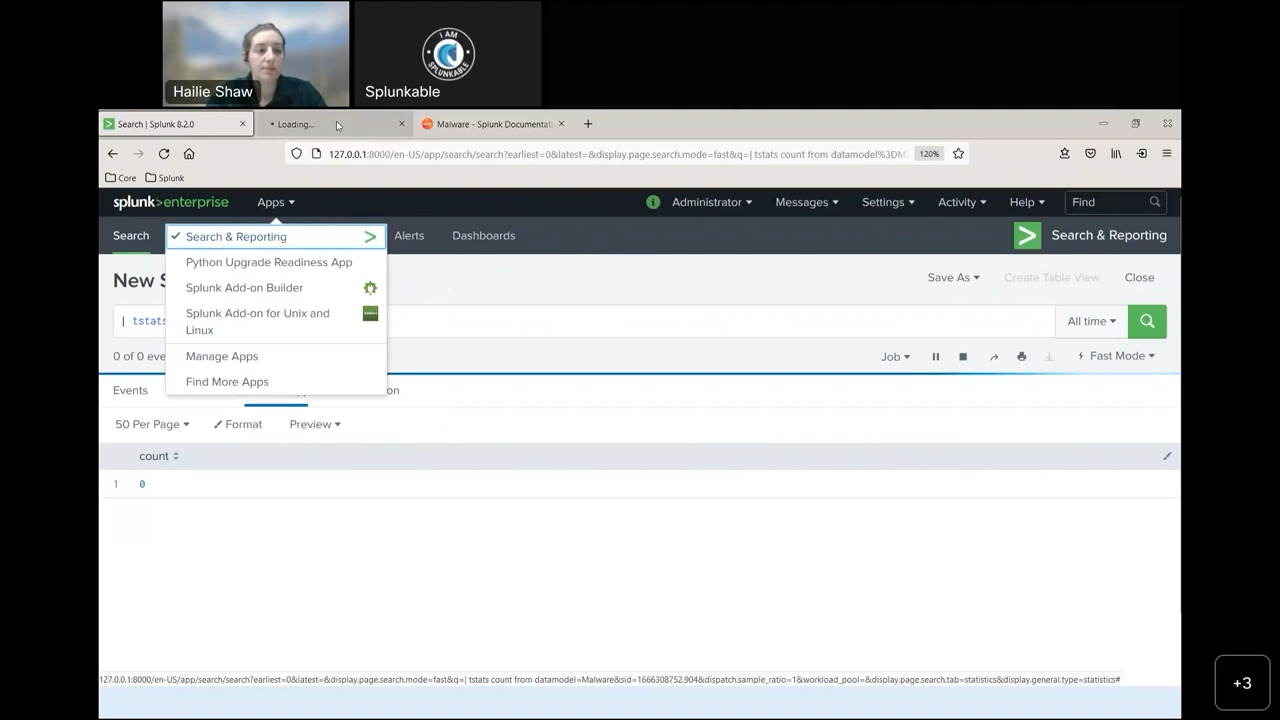 Hailie Shaw
I AM
SPLUNKABLE
Splunkable
Search | Splunk 8.2.0
Loading...
Malware - Splunk Documentati
127.0.0.1:8000/en-US/app/search/search?earliest=0&latest=&display.page.search.mode=fast&q=| tstats count from datamodel%3DM
120%
Core
Splunk
splunk>enterprise
Apps
Administrator
Messages
Settings
Activity
Help
Find
Search
Search & Reporting
Alerts
Dashboards
Search & Reporting
Python Upgrade Readiness App
Splunk Add-on Builder
Splunk Add-on for Unix and
Linux
Manage Apps
Find More Apps
New S
Save As
Create Table View
Close
| tstats
All time
0 of 0 eve
Job
Fast Mode
Events
on
50 Per Page
Format
Preview
count
1 0
127.0.0.1:8000/en-US/app/search/search?earliest=0&latest=&display.page.search.mode=fast&q=| tstats count from datamodel=Malware&sid=1666308752.904&dispatch.sample_ratio=1&workload_pool=&display.page.search.tab=statistics&display.general.type=statistics#
+3